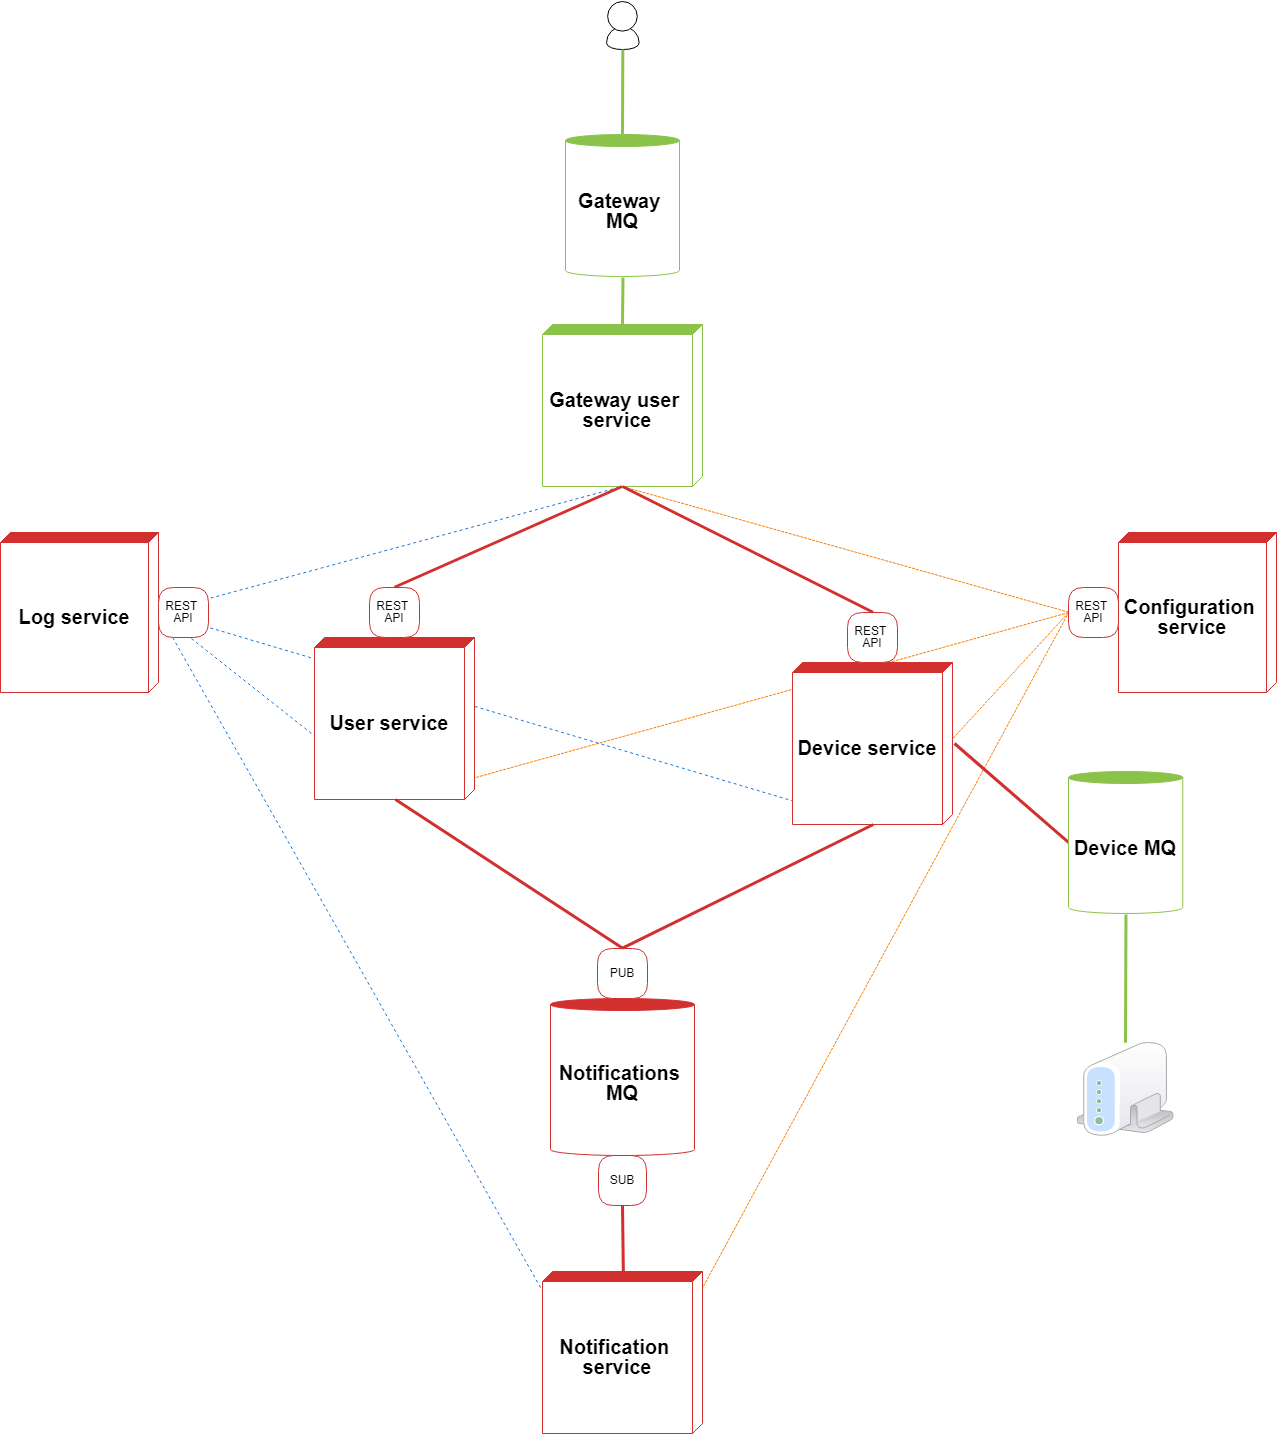 Gateway
MQ
Gateway user
service
Log service
REST
API
REST
API
REST
API
REST
API
Configuration
service
User service
Device service
Device MQ
PUB
Notifications
MQ
SUB
Notification
service